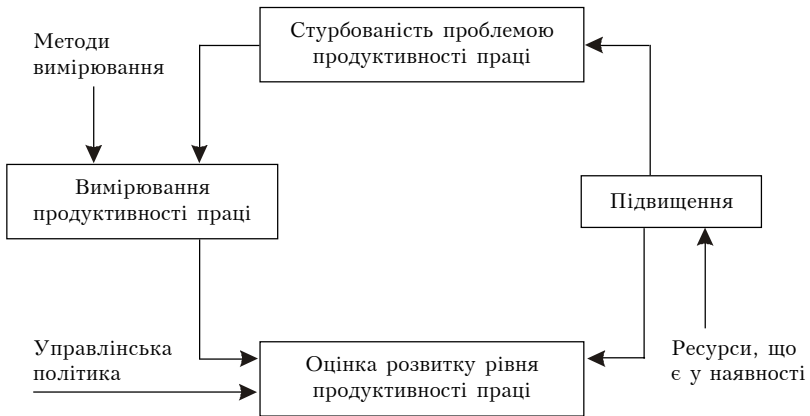 Методи
вимірювання
Стурбованість проблемою
продуктивності праці
Вимірювання
продуктивності праці
Підвищення
Управлінська
політика
Оцінка розвитку рівня
продуктивності праці
Ресурси, що
є у наявності